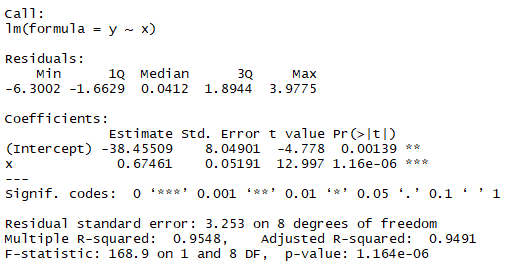 Call:
lm(formula = y ~ x)
Residuals:
    Min      1Q  Median      3Q     Max
-6.3002 -1.6629  0.0412  1.8944  3.9775
Coefficients:
             Estimate Std. Error t value Pr(>|t|)
(Intercept) -38.45509    8.04901  -4.778  0.00139 **
x             0.67461    0.05191  12.997 1.16e-06 ***
---
Signif. codes:  0 ‘***’ 0.001 ‘**’ 0.01 ‘*’ 0.05 ‘.’ 0.1 ‘ ’ 1
Residual standard error: 3.253 on 8 degrees of freedom
Multiple R-squared:  0.9548,    Adjusted R-squared:  0.9491
F-statistic: 168.9 on 1 and 8 DF,  p-value: 1.164e-06